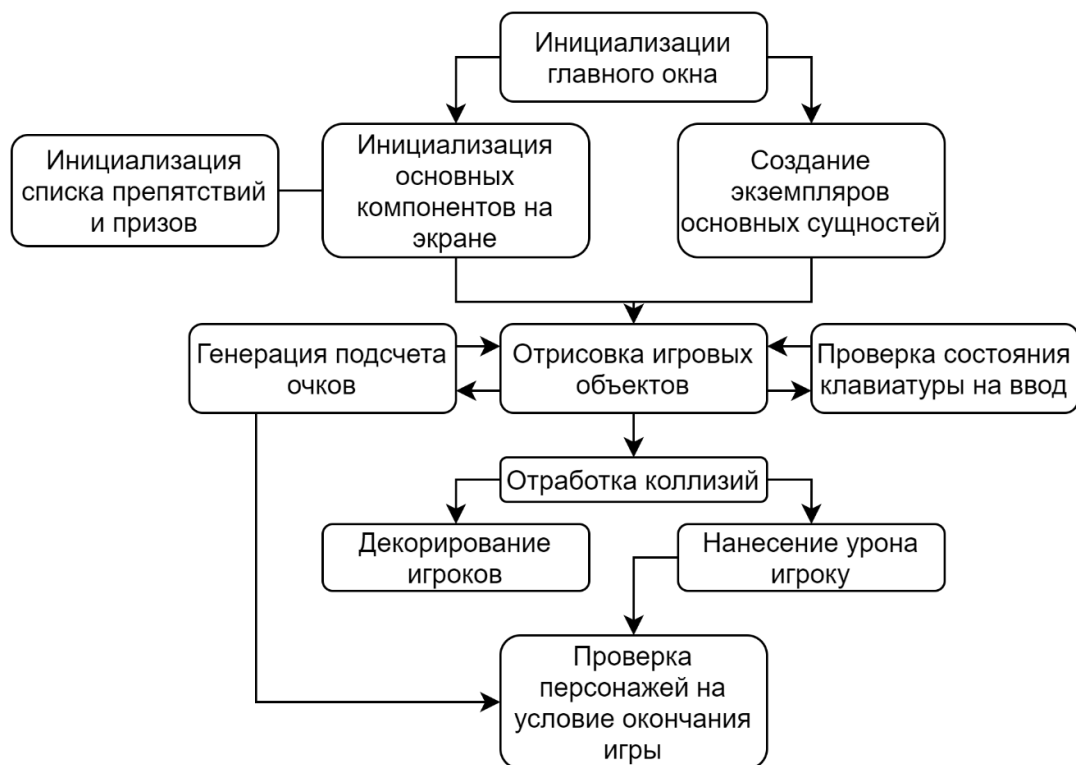 Инициализации
главного окна
Инициализация
списка препятствий
и призов
Инициализация
основных
компонентов на
экране
Создание
экземпляров
основных сущностей
Генерация подсчета
очков
Отрисовка игровых
объектов
Проверка состояния
клавиатуры на ввод
Отработка коллизий
Декорирование
игроков
Нанесение урона
игроку
Проверка
персонажей на
условие окончания
игры